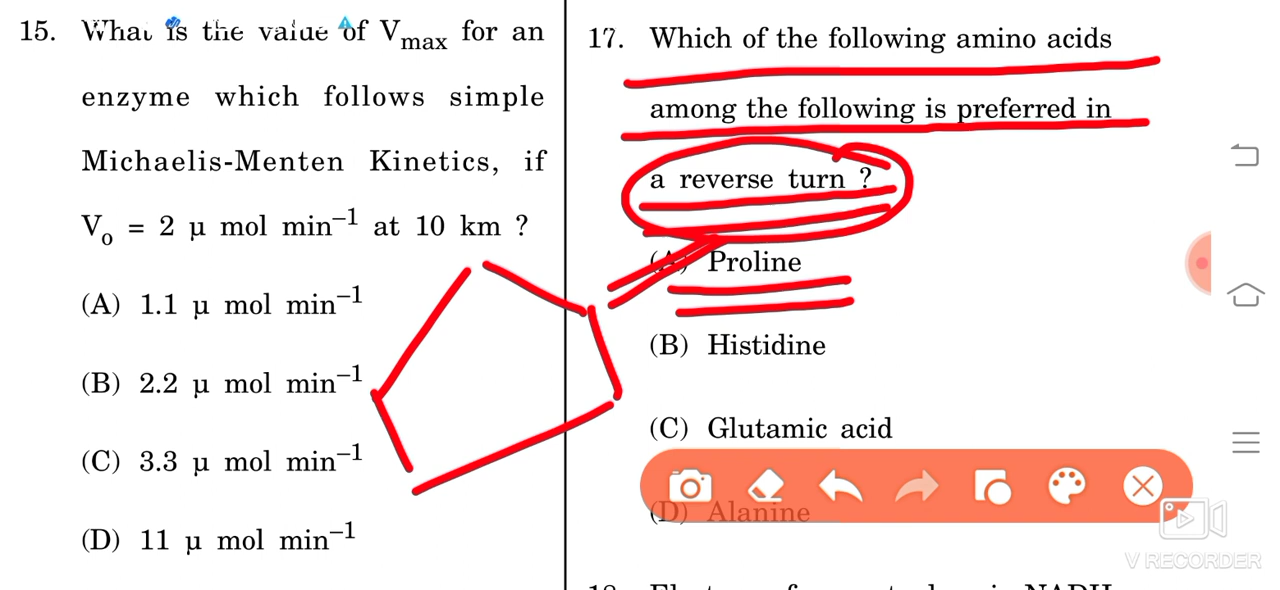 15. What is the value of Vmax for an
enzyme which follows simple
Michaelis-Menten Kinetics, if
Vo = 2 µ mol min⁻¹ at 10 km ?
(A) 1.1 µ mol min⁻¹
(B) 2.2 µ mol min⁻¹
(C) 3.3 µ mol min⁻¹
(D) 11 µ mol min⁻¹
17. Which of the following amino acids
among the following is preferred in
a reverse turn ?
(A) Proline
(B) Histidine
(C) Glutamic acid
(D) Alanine
V RECORDER